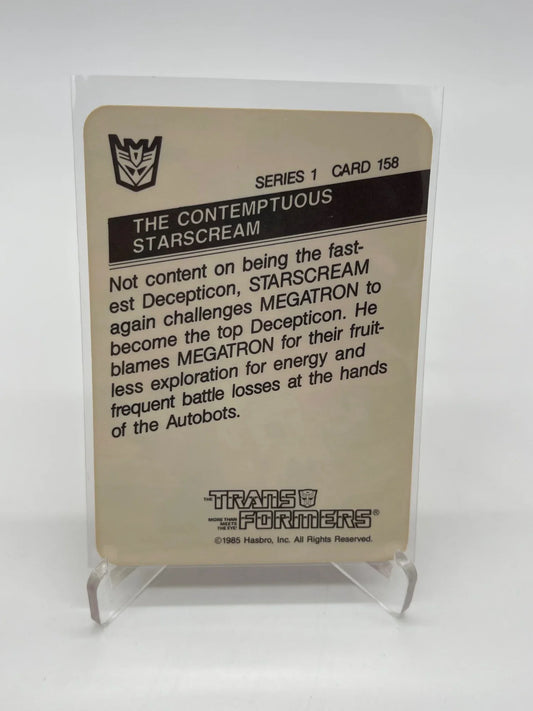 SERIES 1 CARD 158
THE CONTEMPTUOUS
STARSCREAM
Not content on being the fast-
est Decepticon, STARSCREAM
again challenges MEGATRON to
become the top Decepticon. He
blames MEGATRON for their fruit-
less exploration for energy and
frequent battle losses at the hands
of the Autobots.
THE TRANS
MORE THAN
MEETS
THE EYE!
FORMERS®
©1985 Hasbro, Inc. All Rights Reserved.